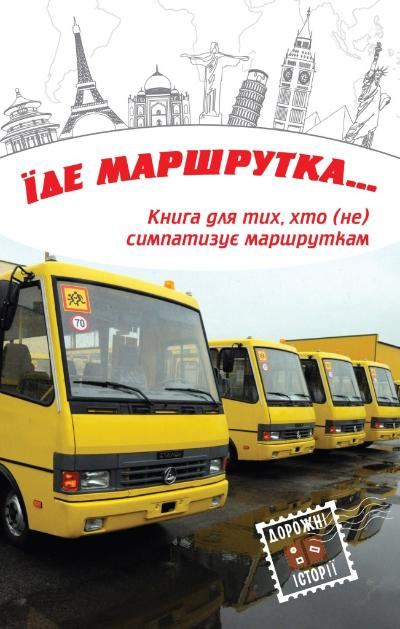 ЇДЕ МАРШРУТКА...
Книга для тих, хто (не)
симпатизує маршруткам
70
ДОРОЖНІ
ІСТОРІЇ